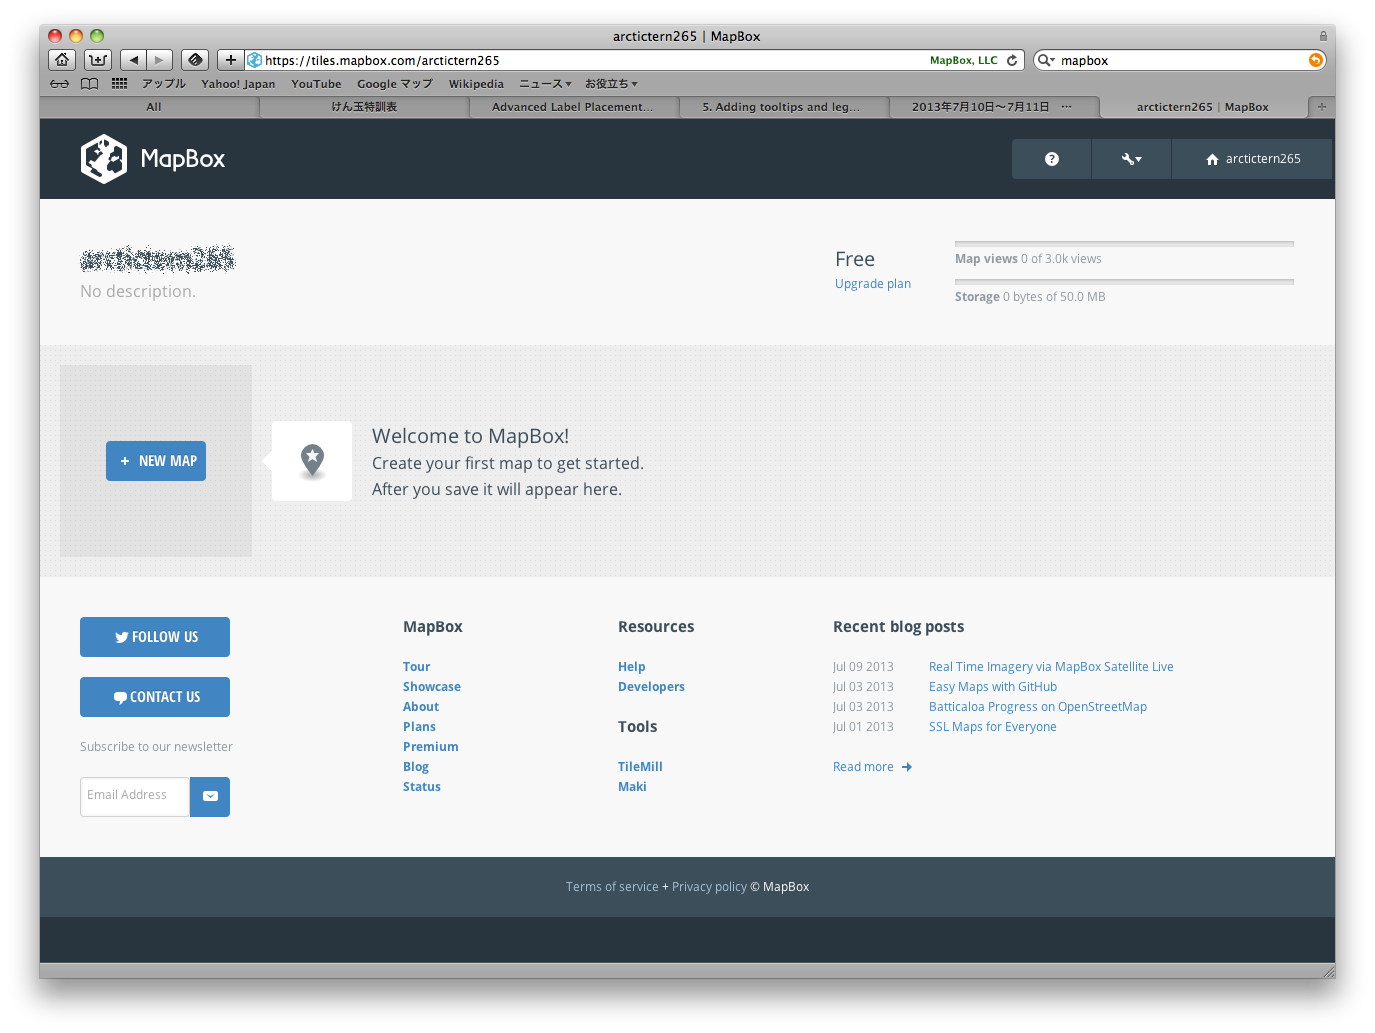 arctictern265 | MapBox
https://tiles.mapbox.com/arctictern265
MapBox, LLC
mapbox
アップル Yahoo! Japan YouTube Google マップ Wikipedia ニュース お役立ち
All
けん玉特訓表
Advanced Label Placement...
5. Adding tooltips and leg...
2013年7月10日〜7月11日 ...
arctictern265 | MapBox
MapBox
arctictern265
arctictern265
No description.
Free
Upgrade plan
Map views 0 of 3.0k views
Storage 0 bytes of 50.0 MB
+ NEW MAP
Welcome to MapBox!
Create your first map to get started.
After you save it will appear here.
FOLLOW US
CONTACT US
Subscribe to our newsletter
Email Address
MapBox
Tour
Showcase
About
Plans
Premium
Blog
Status
Resources
Help
Developers
Tools
TileMill
Maki
Recent blog posts
Jul 09 2013 Real Time Imagery via MapBox Satellite Live
Jul 03 2013 Easy Maps with GitHub
Jul 03 2013 Batticaloa Progress on OpenStreetMap
Jul 01 2013 SSL Maps for Everyone
Read more
Terms of service + Privacy policy © MapBox